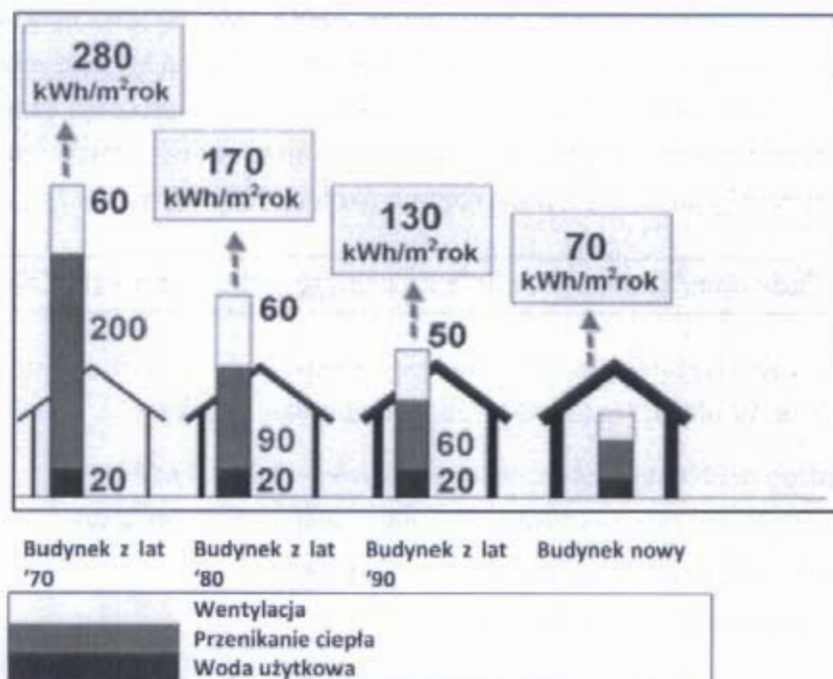 280
kWh/m²rok
170
kWh/m²rok
130
kWh/m²rok
70
kWh/m²rok
60
200
20
60
90
20
50
60
20
Budynek z lat '70
Budynek z lat '80
Budynek z lat '90
Budynek nowy
Wentylacja
Przenikanie ciepła
Woda użytkowa